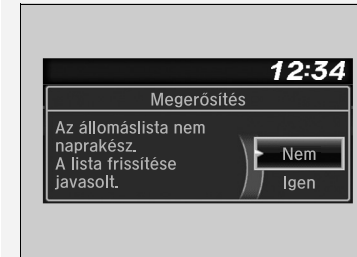 12:34
Megerősítés
Az állomáslista nem
naprakész.
A lista frissítése
javasolt.
Nem
Igen